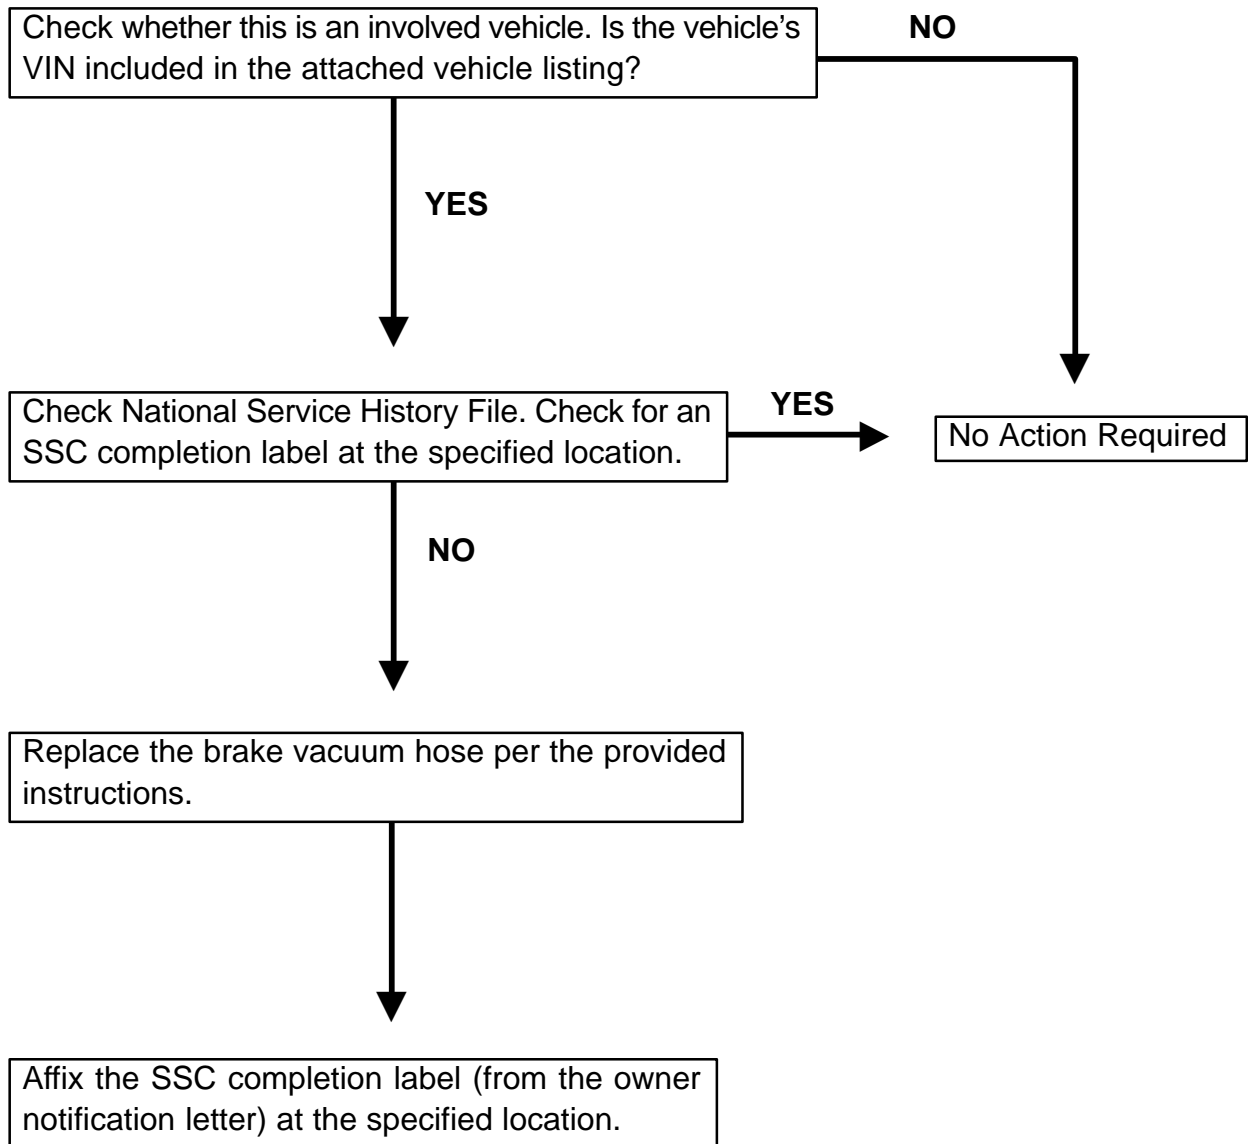 Check whether this is an involved vehicle. Is the vehicle’s
VIN included in the attached vehicle listing?
NO
YES
Check National Service History File. Check for an
SSC completion label at the specified location.
YES
No Action Required
NO
Replace the brake vacuum hose per the provided
instructions.
Affix the SSC completion label (from the owner
notification letter) at the specified location.